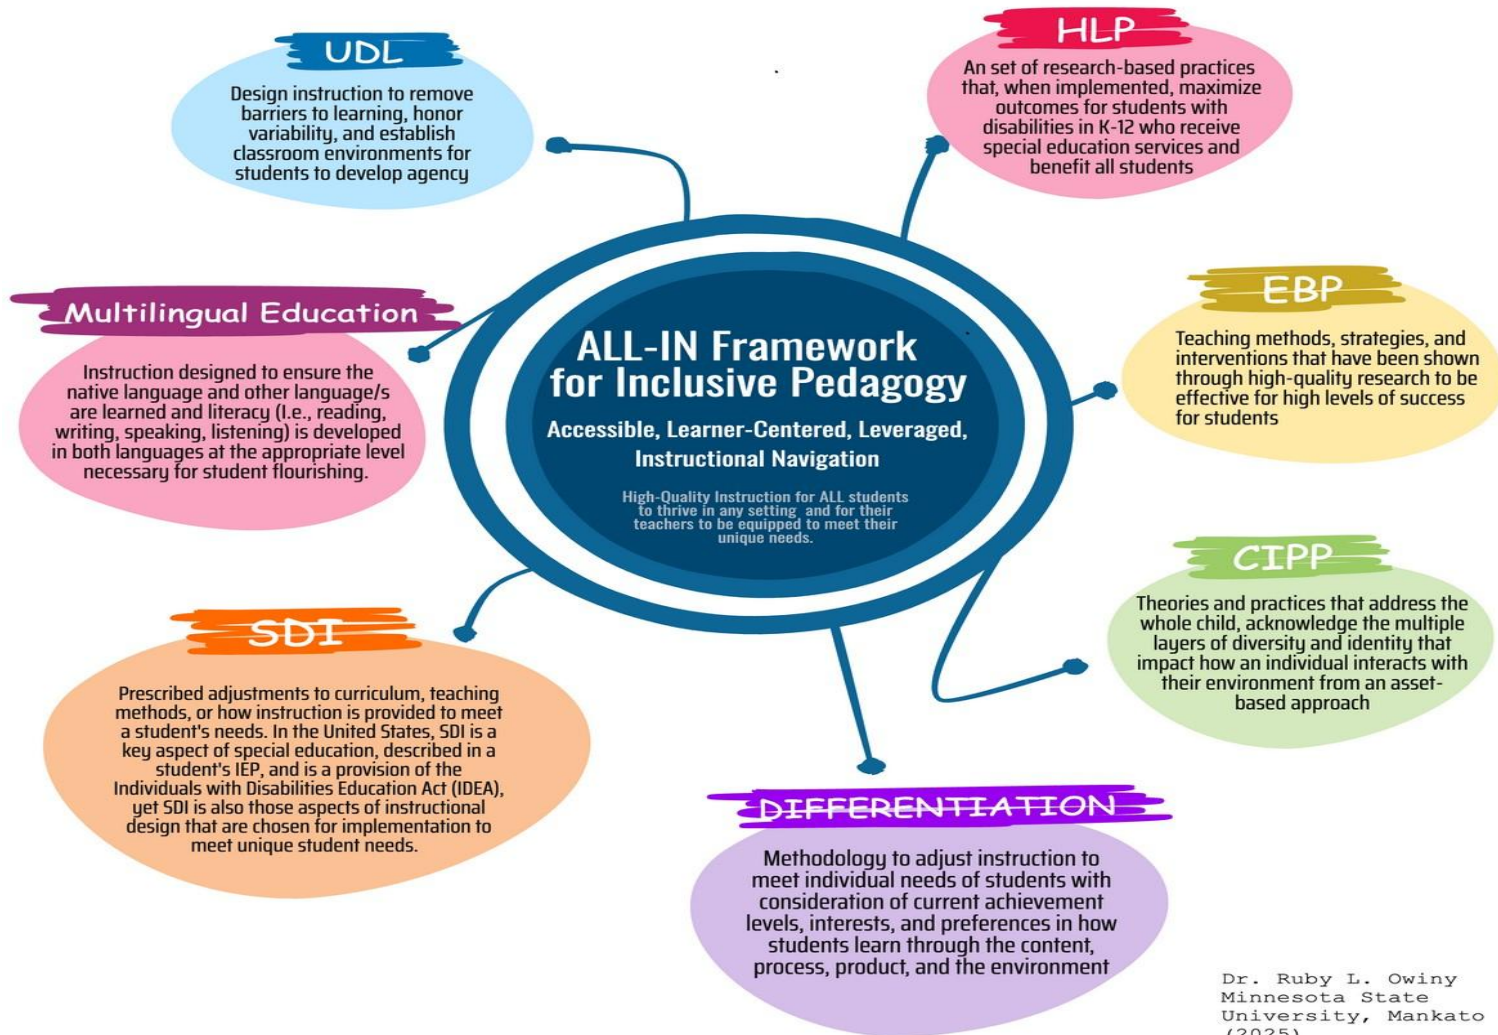 UDL
Design instruction to remove
barriers to learning, honor
variability, and establish
classroom environments for
students to develop agency
HLP
An set of research-based practices
that, when implemented, maximize
outcomes for students with
disabilities in K-12 who receive
special education services and
benefit all students
Multilingual Education
Instruction designed to ensure the
native language and other language/s
are learned and literacy (I.e., reading,
writing, speaking, listening) is developed
in both languages at the appropriate level
necessary for student flourishing.
ALL-IN Framework
for Inclusive Pedagogy
Accessible, Learner-Centered, Leveraged,
Instructional Navigation
High-Quality Instruction for ALL students
to thrive in any setting and for their
teachers to be equipped to meet their
unique needs.
EBP
Teaching methods, strategies, and
interventions that have been shown
through high-quality research to be
effective for high levels of success
for students
SDI
Prescribed adjustments to curriculum, teaching
methods, or how instruction is provided to meet
a student's needs. In the United States, SDI is a
key aspect of special education, described in a
student's IEP, and is a provision of the
Individuals with Disabilities Education Act (IDEA),
yet SDI is also those aspects of instructional
design that are chosen for implementation to
meet unique student needs.
CIPP
Theories and practices that address the
whole child, acknowledge the multiple
layers of diversity and identity that
impact how an individual interacts with
their environment from an asset-
based approach
DIFFERENTIATION
Methodology to adjust instruction to
meet individual needs of students with
consideration of current achievement
levels, interests, and preferences in how
students learn through the content,
process, product, and the environment
Dr. Ruby L. Owiny
Minnesota State
University, Mankato
(2025)